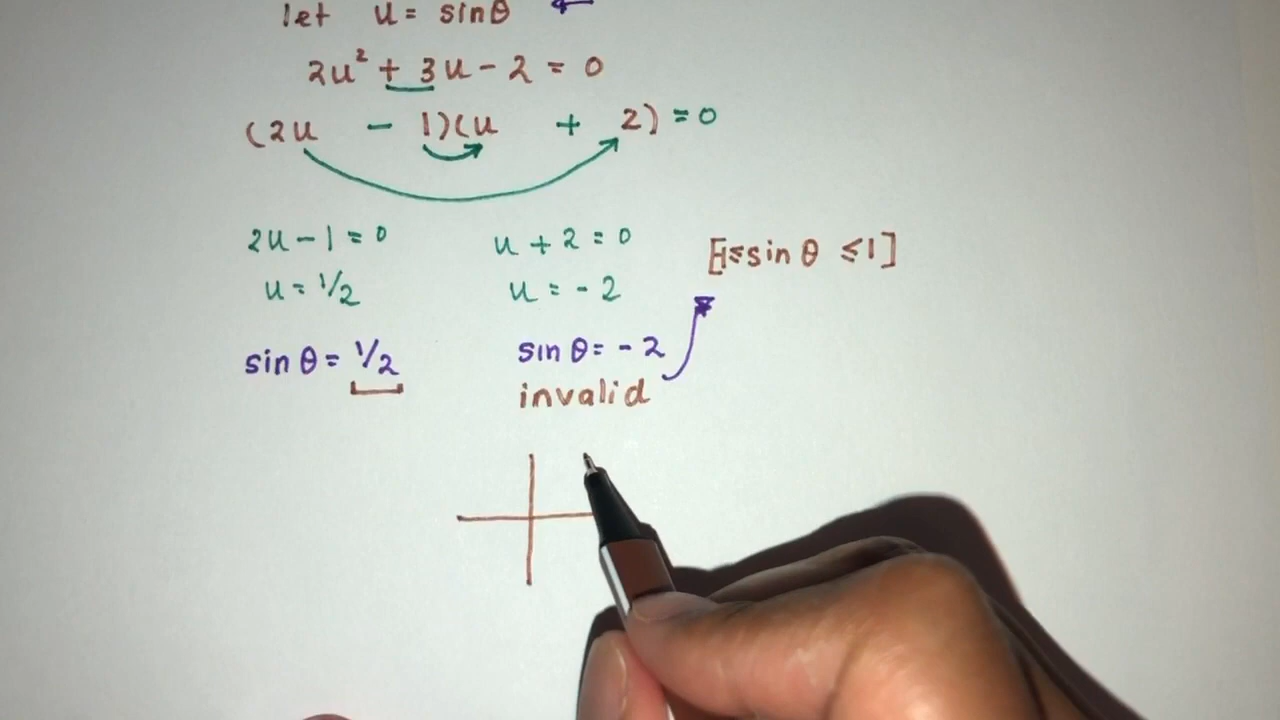 let u = sinθ
2u² + 3u - 2 = 0
(2u - 1)(u + 2) = 0
2u - 1 = 0
u = 1/2
sin θ = 1/2
u + 2 = 0
u = - 2
sin θ = - 2
invalid
[-1 ≤ sin θ ≤ 1]